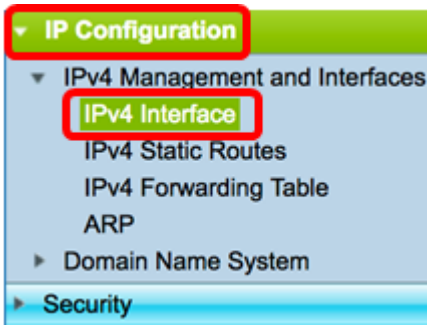 IP Configuration
IPv4 Management and Interfaces
IPv4 Interface
IPv4 Static Routes
IPv4 Forwarding Table
ARP
Domain Name System
Security